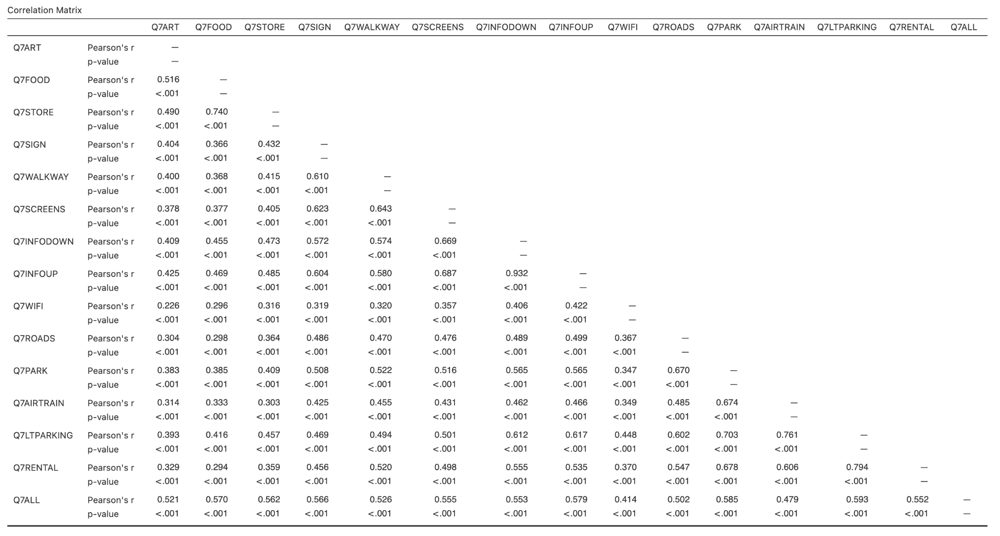 Correlation Matrix
Q7ART Q7FOOD Q7STORE Q7SIGN Q7WALKWAY Q7SCREENS Q7INFODOWN Q7INFOUP Q7WIFI Q7ROADS Q7PARK Q7AIRTRAIN Q7LTPARKING Q7RENTAL Q7ALL
Q7ART Pearson's r —
p-value —
Q7FOOD Pearson's r 0.516 —
p-value <.001 —
Q7STORE Pearson's r 0.490 0.740 —
p-value <.001 <.001 —
Q7SIGN Pearson's r 0.404 0.366 0.432 —
p-value <.001 <.001 <.001 —
Q7WALKWAY Pearson's r 0.400 0.368 0.415 0.610 —
p-value <.001 <.001 <.001 <.001 —
Q7SCREENS Pearson's r 0.378 0.377 0.405 0.623 0.643 —
p-value <.001 <.001 <.001 <.001 <.001 —
Q7INFODOWN Pearson's r 0.409 0.455 0.473 0.572 0.574 0.669 —
p-value <.001 <.001 <.001 <.001 <.001 <.001 —
Q7INFOUP Pearson's r 0.425 0.469 0.485 0.604 0.580 0.687 0.932 —
p-value <.001 <.001 <.001 <.001 <.001 <.001 <.001 —
Q7WIFI Pearson's r 0.226 0.296 0.316 0.319 0.320 0.357 0.406 0.422 —
p-value <.001 <.001 <.001 <.001 <.001 <.001 <.001 <.001 —
Q7ROADS Pearson's r 0.304 0.298 0.364 0.486 0.470 0.476 0.489 0.499 0.367 —
p-value <.001 <.001 <.001 <.001 <.001 <.001 <.001 <.001 <.001 —
Q7PARK Pearson's r 0.383 0.385 0.409 0.508 0.522 0.516 0.565 0.565 0.347 0.670 —
p-value <.001 <.001 <.001 <.001 <.001 <.001 <.001 <.001 <.001 <.001 —
Q7AIRTRAIN Pearson's r 0.314 0.333 0.303 0.425 0.455 0.431 0.462 0.466 0.349 0.485 0.674 —
p-value <.001 <.001 <.001 <.001 <.001 <.001 <.001 <.001 <.001 <.001 <.001 —
Q7LTPARKING Pearson's r 0.393 0.416 0.457 0.469 0.494 0.501 0.612 0.617 0.448 0.602 0.703 0.761 —
p-value <.001 <.001 <.001 <.001 <.001 <.001 <.001 <.001 <.001 <.001 <.001 <.001 —
Q7RENTAL Pearson's r 0.329 0.294 0.359 0.456 0.520 0.498 0.555 0.535 0.370 0.547 0.678 0.606 0.794 —
p-value <.001 <.001 <.001 <.001 <.001 <.001 <.001 <.001 <.001 <.001 <.001 <.001 <.001 —
Q7ALL Pearson's r 0.521 0.570 0.562 0.566 0.526 0.555 0.553 0.579 0.414 0.502 0.585 0.479 0.593 0.552 —
p-value <.001 <.001 <.001 <.001 <.001 <.001 <.001 <.001 <.001 <.001 <.001 <.001 <.001 <.001 —